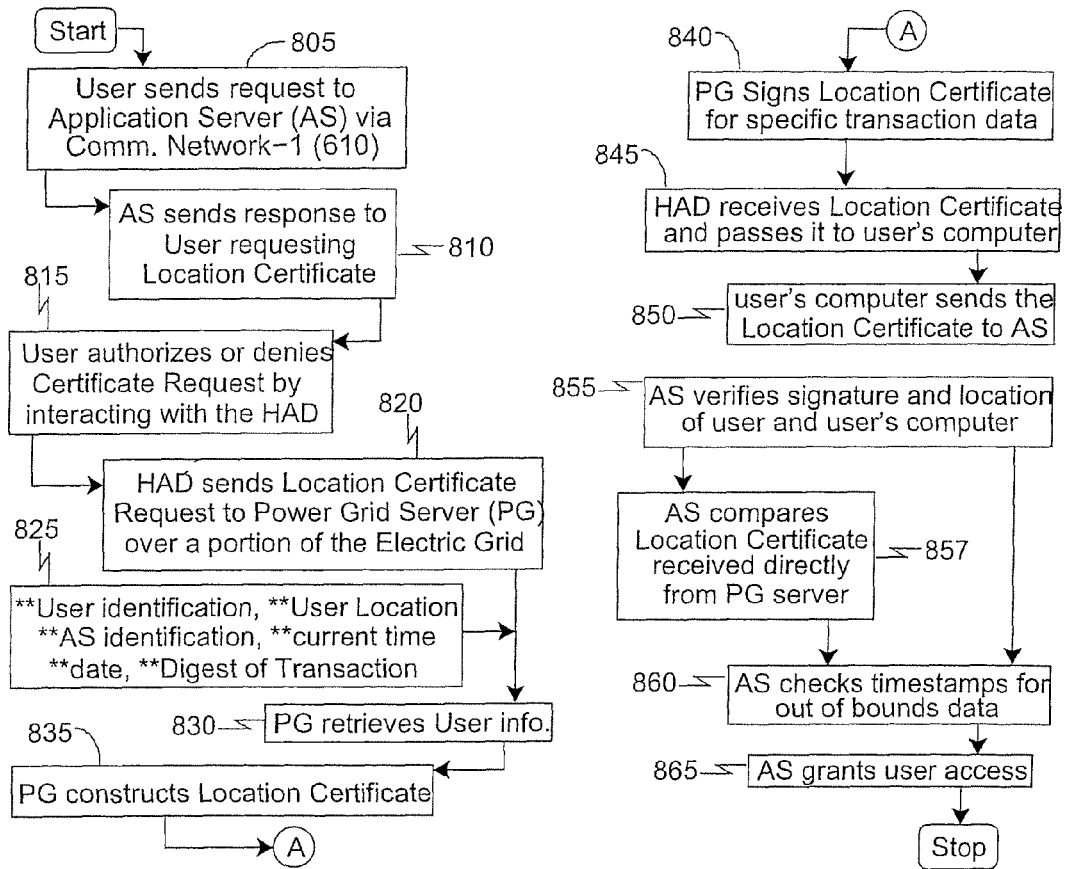 Start
805
User sends request to
Application Server (AS) via
Comm. Network-1 (610)
AS sends response to
User requesting
Location Certificate
810
815
User authorizes or denies
Certificate Request by
interacting with the HAD
820
HAD sends Location Certificate
Request to Power Grid Server (PG)
over a portion of the Electric Grid
825
**User identification, **User Location
**AS identification, **current time
**date, **Digest of Transaction
830
PG retrieves User info.
835
PG constructs Location Certificate
A
A
840
PG Signs Location Certificate
for specific transaction data
845
HAD receives Location Certificate
and passes it to user's computer
850
user's computer sends the
Location Certificate to AS
855
AS verifies signature and location
of user and user's computer
AS compares
Location Certificate
received directly
from PG server
857
860
AS checks timestamps for
out of bounds data
865
AS grants user access
Stop